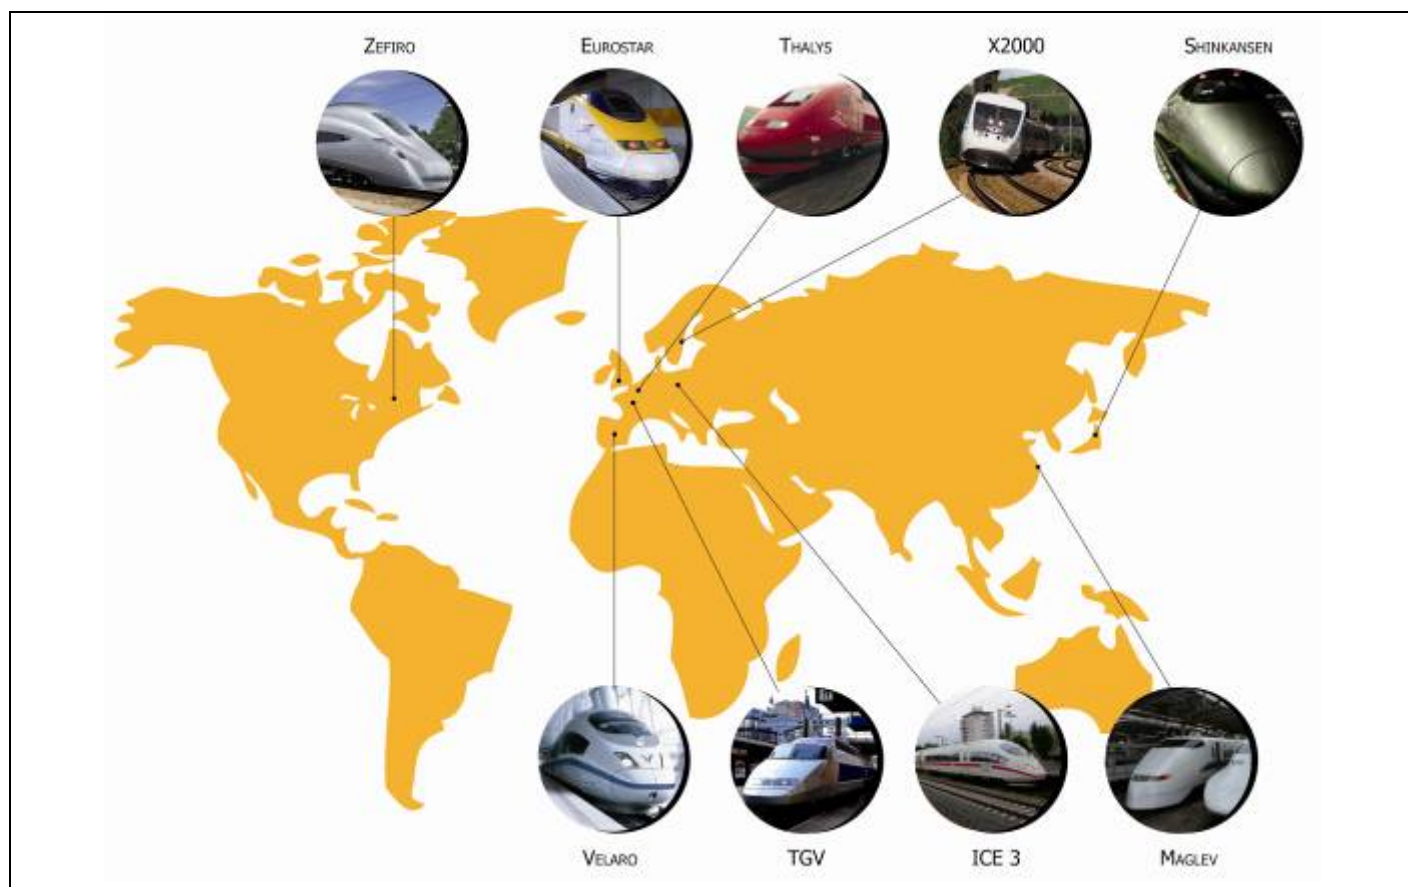 ZEFIRO
EUROSTAR
THALYS
X2000
SHINKANSEN
VELARO
TGV
ICE 3
MAGLEV